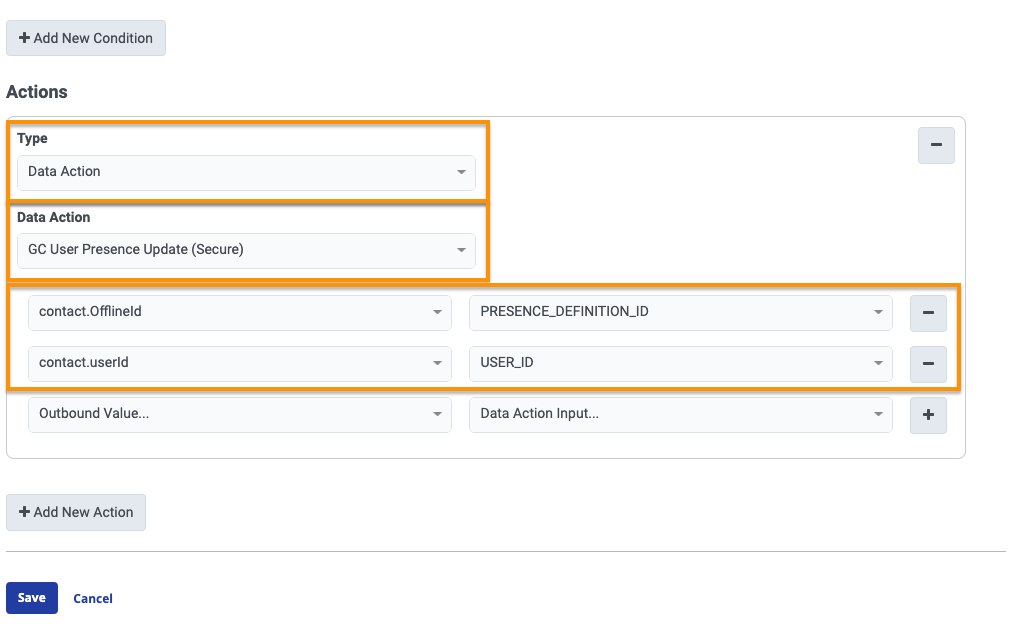 + Add New Condition
Actions
Type
Data Action
Data Action
GC User Presence Update (Secure)
contact.OfflineId PRESENCE_DEFINITION_ID
contact.userId USER_ID
Outbound Value... Data Action Input...
+ Add New Action
Save Cancel